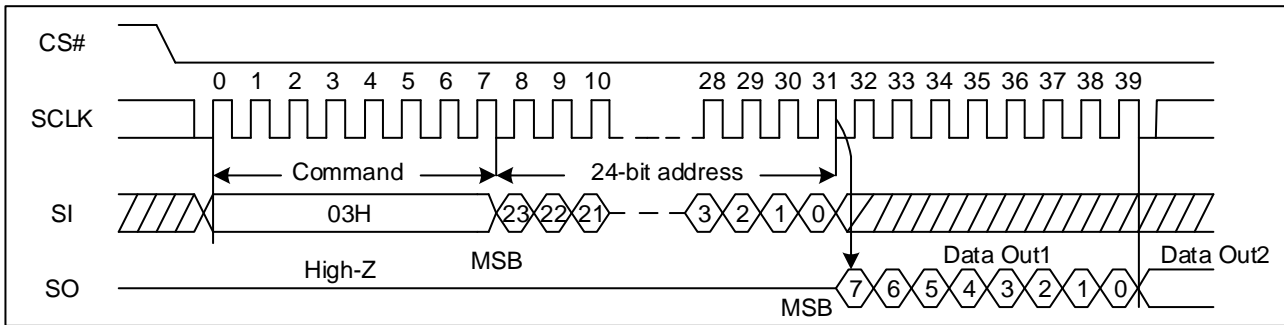 CS#
0 1 2 3 4 5 6 7 8 9 10 28 29 30 31 32 33 34 35 36 37 38 39
SCLK
Command 24-bit address
SI 03H 23 22 21 3 2 1 0
High-Z MSB Data Out1 Data Out2
SO MSB 7 6 5 4 3 2 1 0